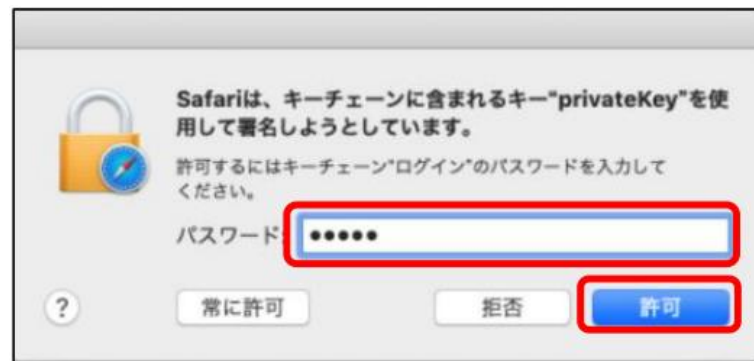 Safariは、キーチェーンに含まれるキー"privateKey"を使
用して署名しようとしています。
許可するにはキーチェーン"ログイン"のパスワードを入力して
ください。
パスワード: •••••
?
常に許可
拒否
許可